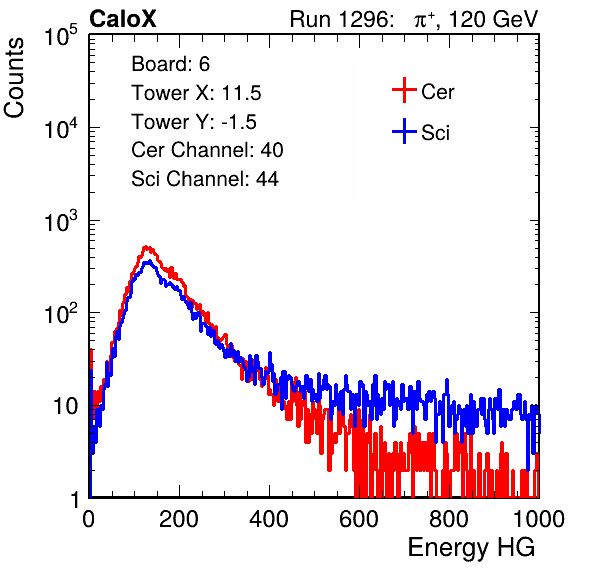 CaloX Run 1296: π⁺, 120 GeV
Counts
10⁵
10⁴
10³
10²
10
1
Board: 6
Tower X: 11.5
Tower Y: -1.5
Cer Channel: 40
Sci Channel: 44
Cer
Sci
0 200 400 600 800 1000
Energy HG